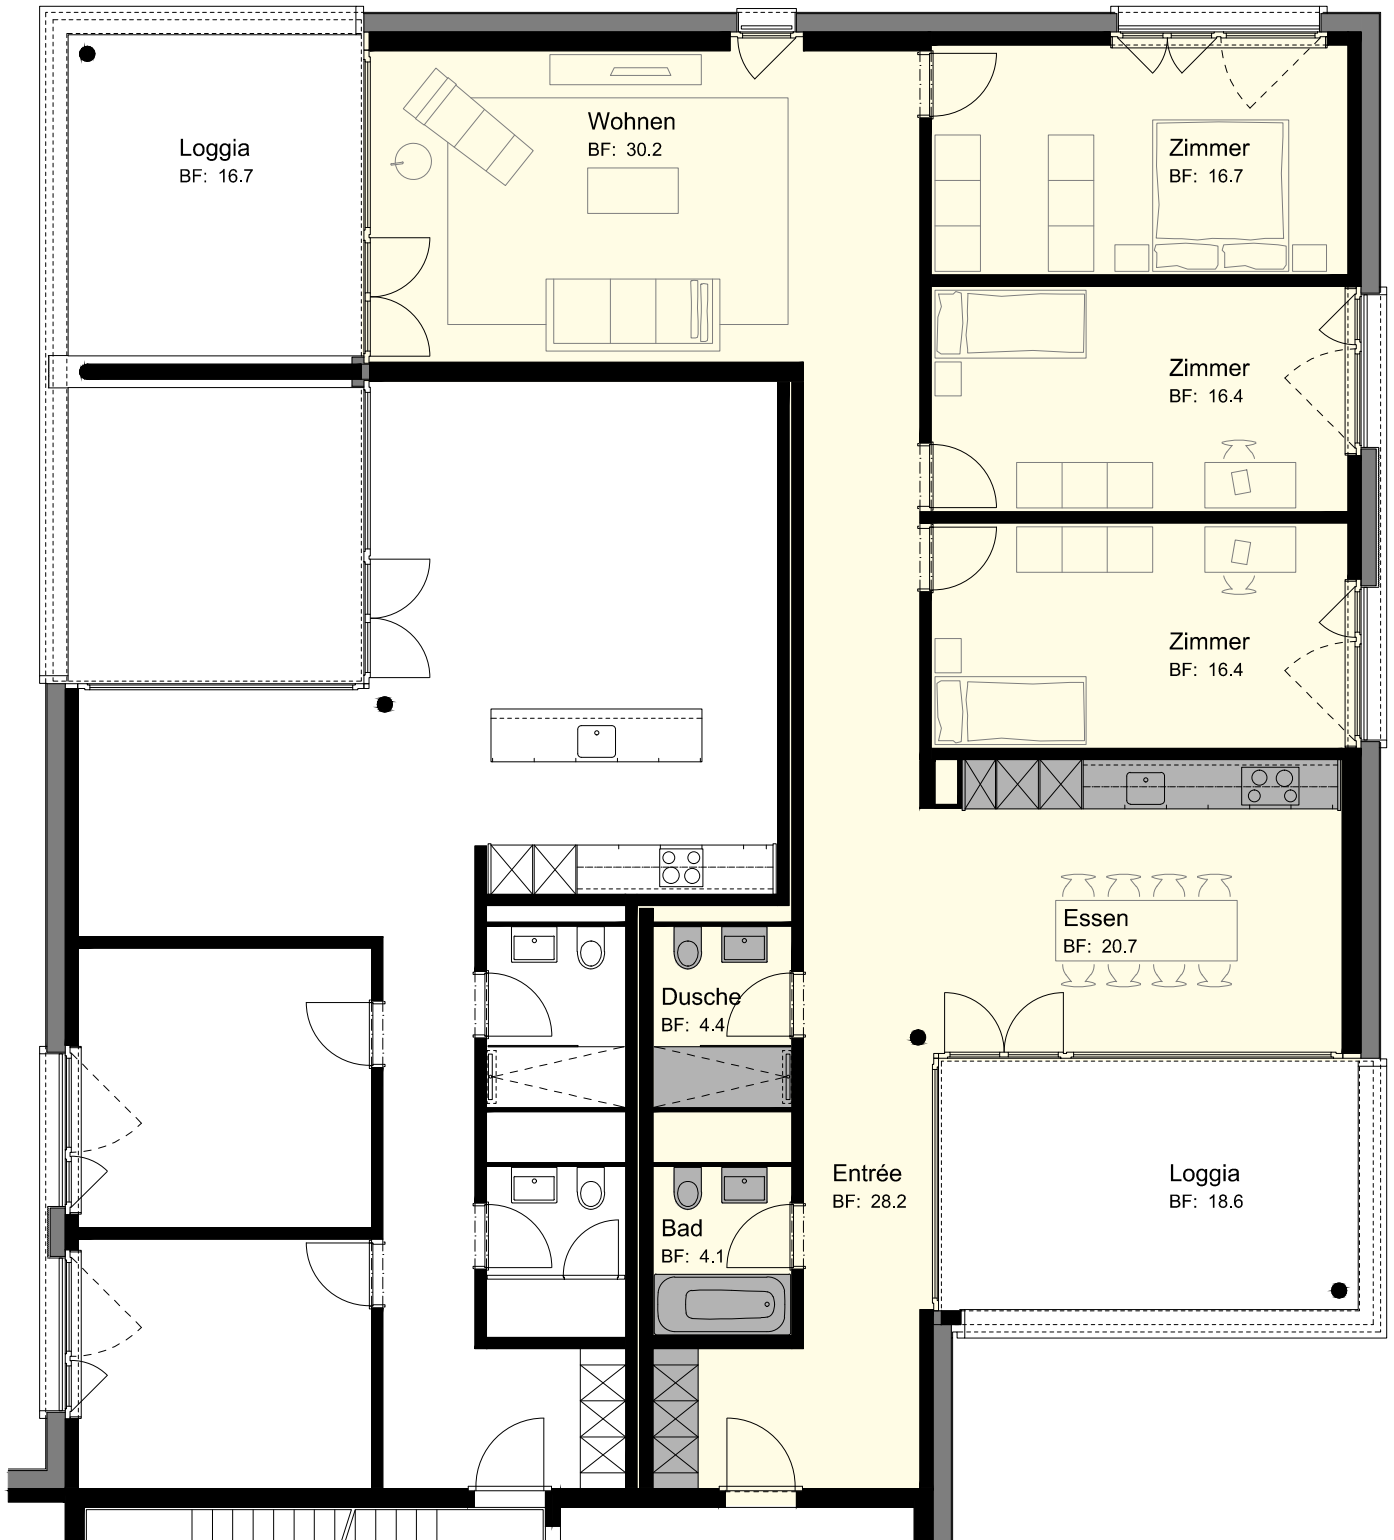 Wohnen
BF: 30.2
Loggia
BF: 16.7
Zimmer
BF: 16.7
Zimmer
BF: 16.4
Zimmer
BF: 16.4
Essen
BF: 20.7
Dusche
BF: 4.4
Entrée
BF: 28.2
Loggia
BF: 18.6
Bad
BF: 4.1